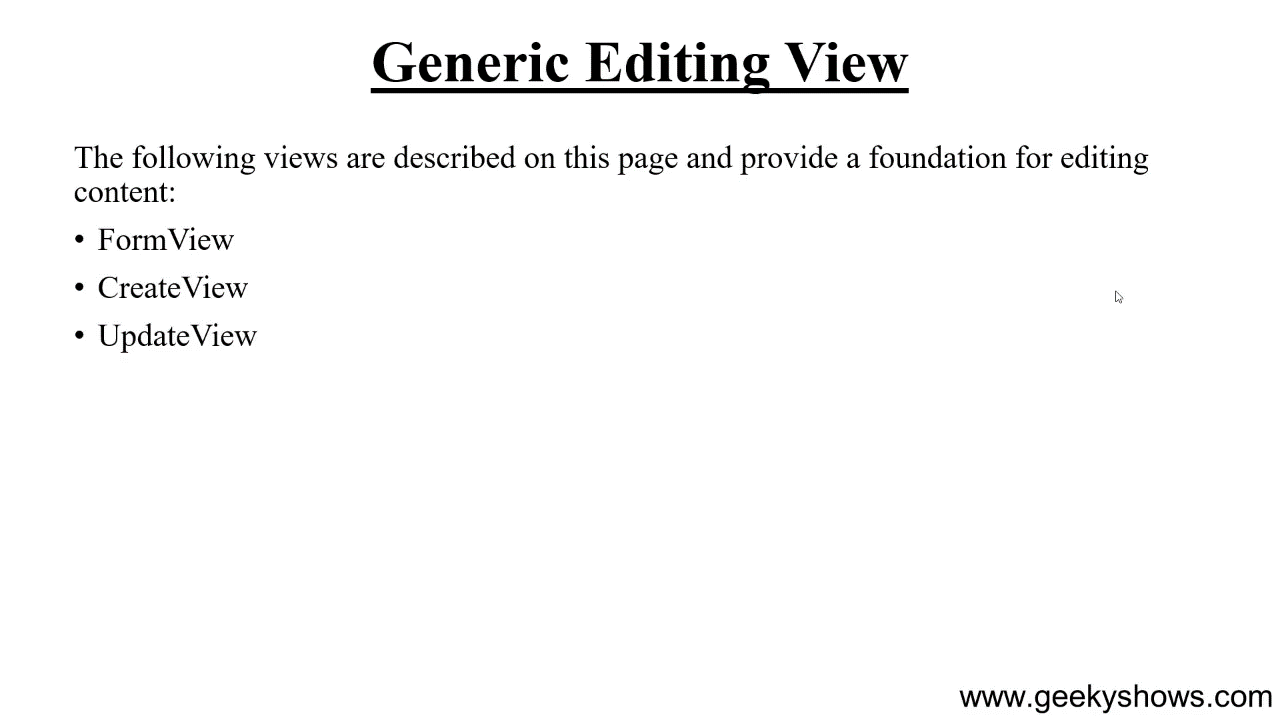 Generic Editing View
The following views are described on this page and provide a foundation for editing
content:
• FormView
• CreateView
• UpdateView
www.geekyshows.com